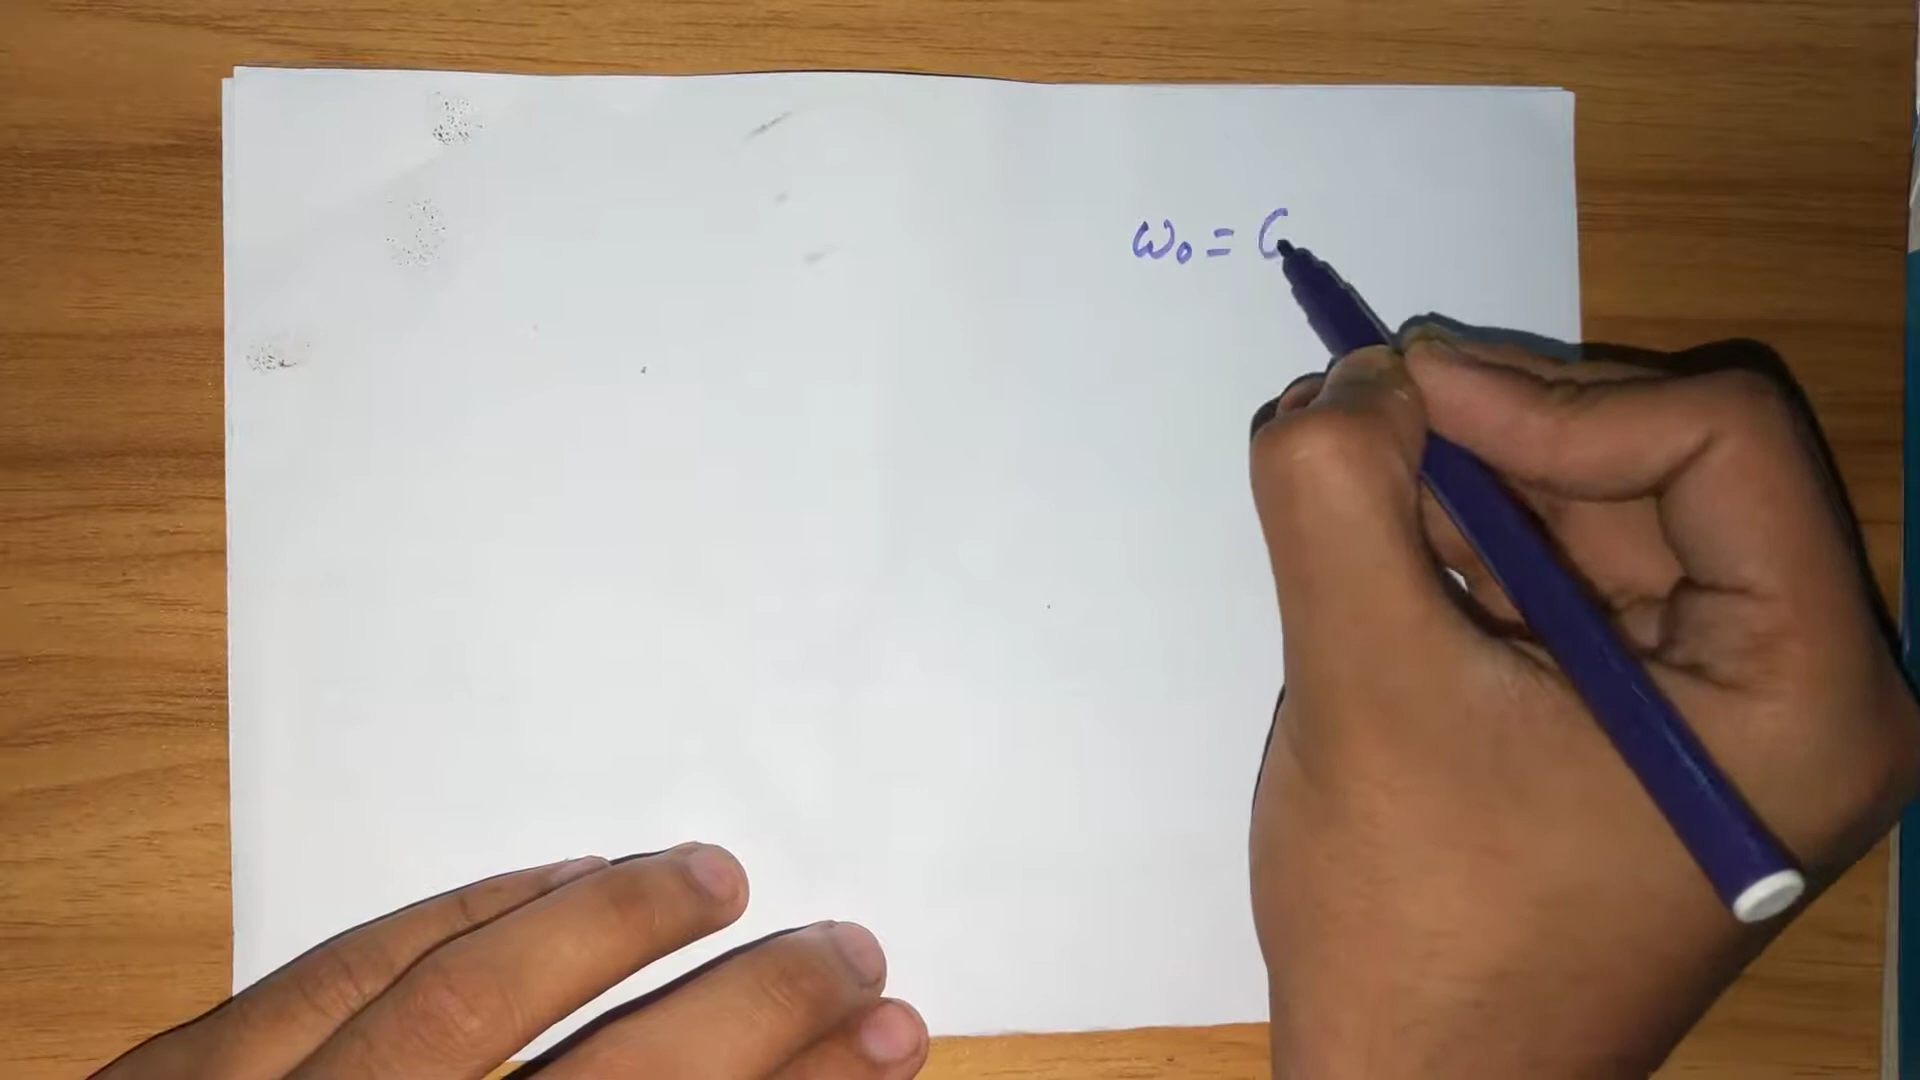 ω₀ =